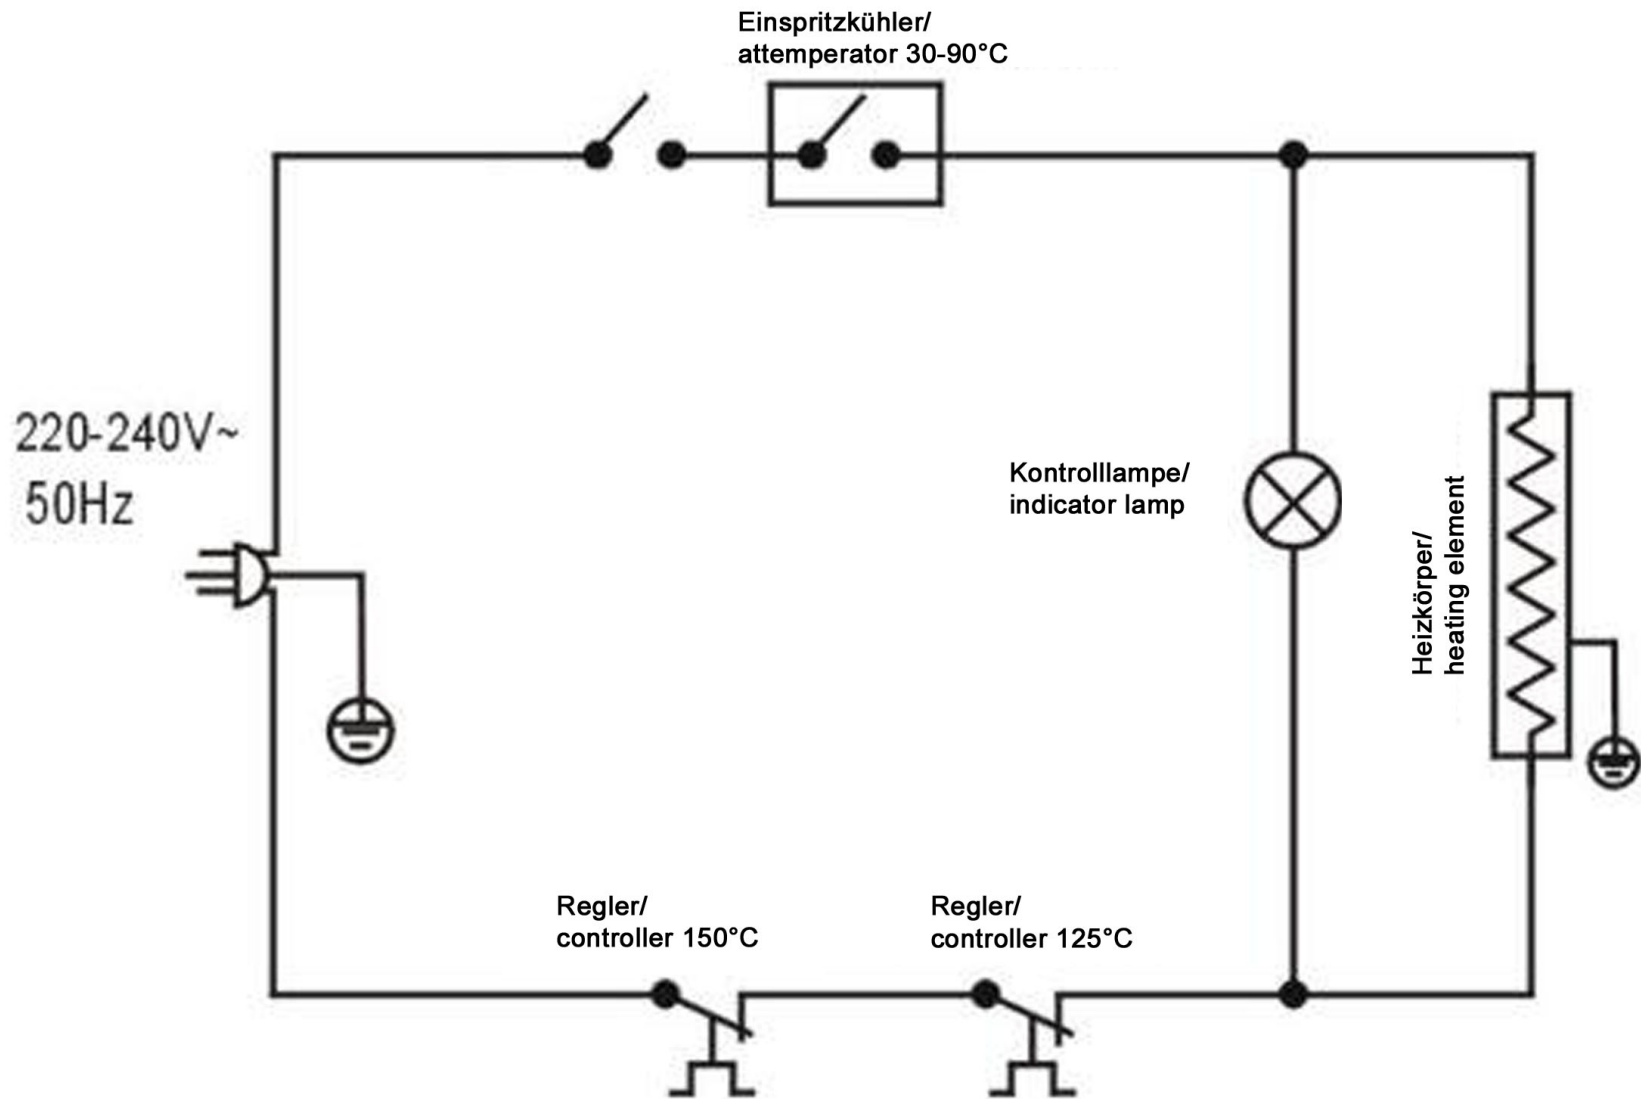 Einspritzkühler/
attemperator 30-90°C
220-240V~
50Hz
Kontrolllampe/
indicator lamp
Heizkörper/
heating element
Regler/
controller 150°C
Regler/
controller 125°C